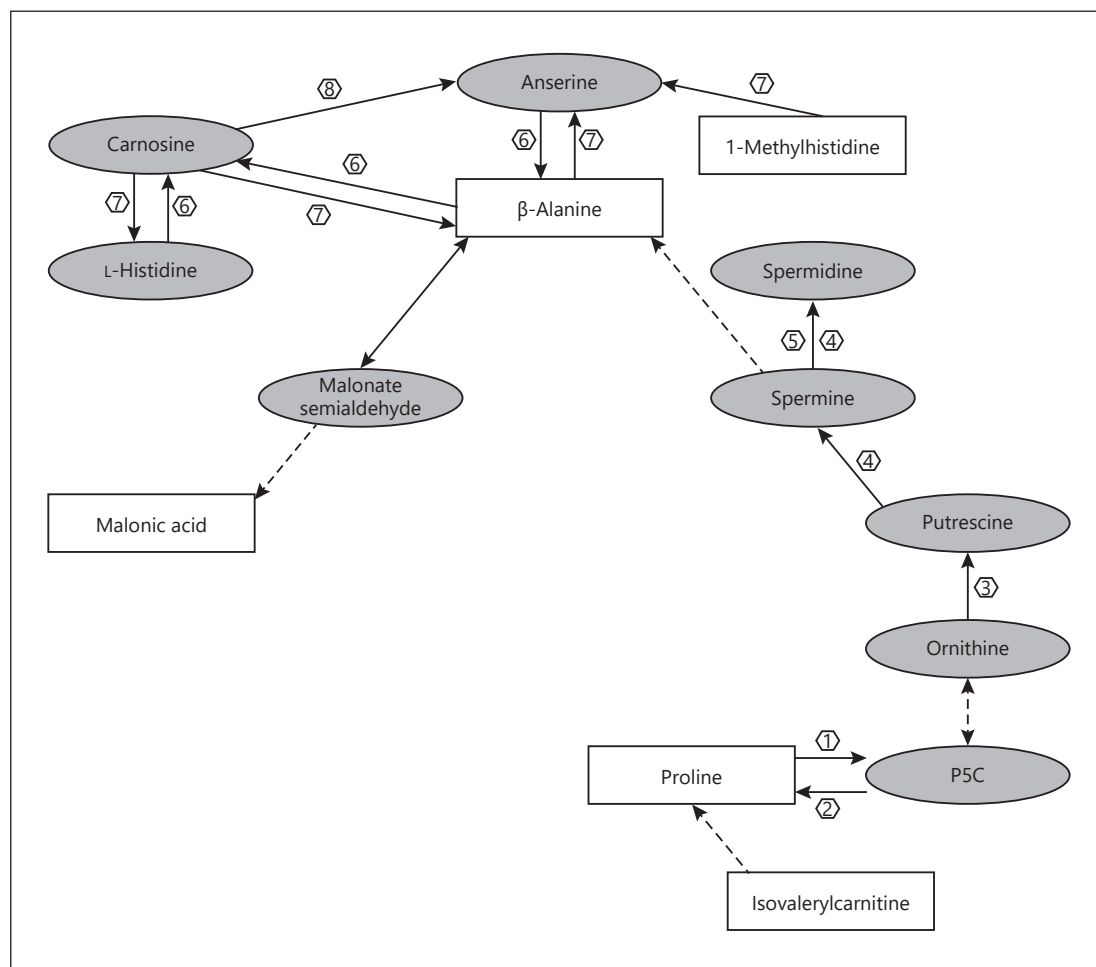 8
Anserine
7
Carnosine
6
6
7
1-Methylhistidine
7
6
7
β-Alanine
L-Histidine
Spermidine
5
4
Malonate
semialdehyde
Spermine
4
Malonic acid
Putrescine
3
Ornithine
1
Proline
P5C
2
Isovalerylcarnitine